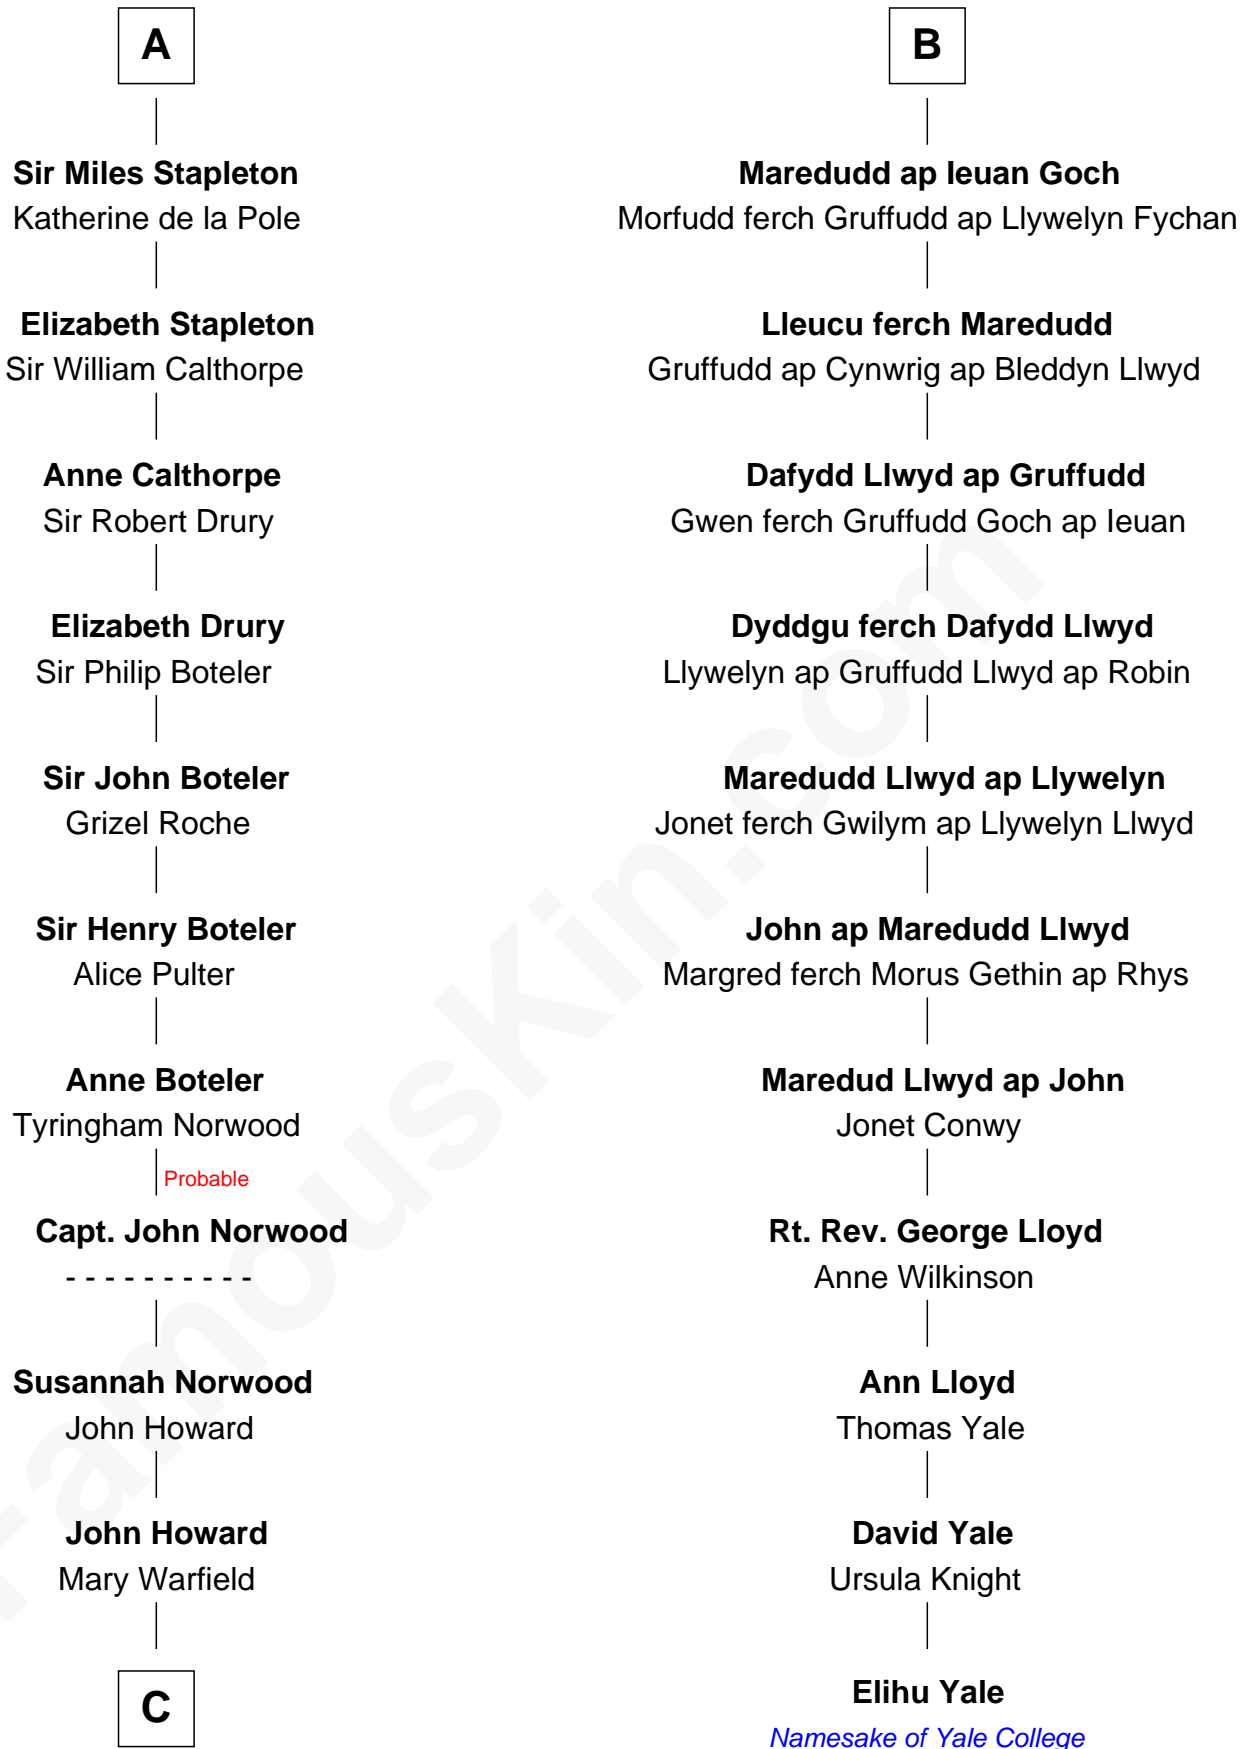 A
Sir Miles Stapleton
Katherine de la Pole
Elizabeth Stapleton
Sir William Calthorpe
Anne Calthorpe
Sir Robert Drury
Elizabeth Drury
Sir Philip Boteler
Sir John Boteler
Grizel Roche
Sir Henry Boteler
Alice Pulter
Anne Boteler
Tyringham Norwood
Probable
Capt. John Norwood
- - - - - - - - - -
Susannah Norwood
John Howard
John Howard
Mary Warfield
C
B
Maredudd ap Ieuan Goch
Morfudd ferch Gruffudd ap Llywelyn Fychan
Lleucu ferch Maredudd
Gruffudd ap Cynwrig ap Bleddyn Llwyd
Dafydd Llwyd ap Gruffudd
Gwen ferch Gruffudd Goch ap Ieuan
Dyddgu ferch Dafydd Llwyd
Llywelyn ap Gruffudd Llwyd ap Robin
Maredudd Llwyd ap Llywelyn
Jonet ferch Gwilym ap Llywelyn Llwyd
John ap Maredudd Llwyd
Margred ferch Morus Gethin ap Rhys
Maredud Llwyd ap John
Jonet Conwy
Rt. Rev. George Lloyd
Anne Wilkinson
Ann Lloyd
Thomas Yale
David Yale
Ursula Knight
Elihu Yale
Namesake of Yale College
FamousKin.com